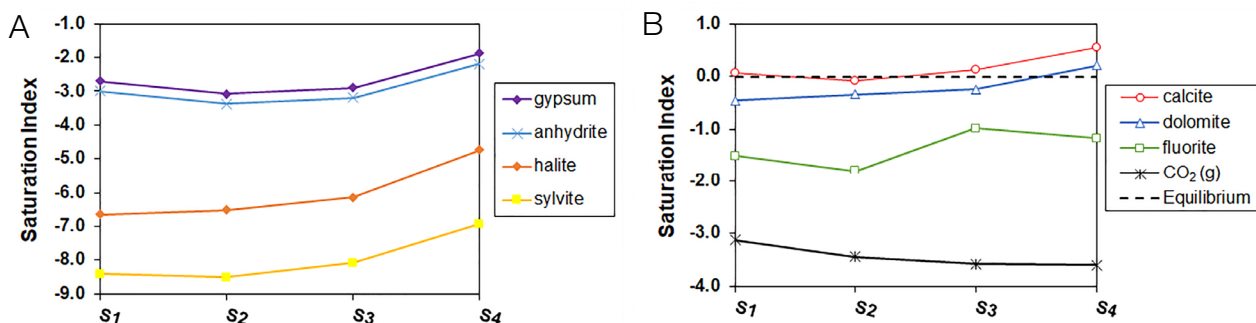 A
Saturation Index
-1.0
-2.0
-3.0
-4.0
-5.0
-6.0
-7.0
-8.0
-9.0
S1
S2
S3
S4
gypsum
anhydrite
halite
sylvite
B
Saturation Index
1.0
0.0
-1.0
-2.0
-3.0
-4.0
S1
S2
S3
S4
calcite
dolomite
fluorite
CO2 (g)
Equilibrium